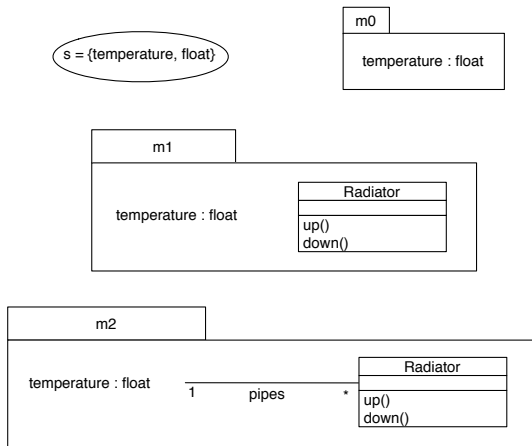 s = {temperature, float}
m0
temperature : float
m1
temperature : float
Radiator
up()
down()
m2
temperature : float
1
pipes
*
Radiator
up()
down()